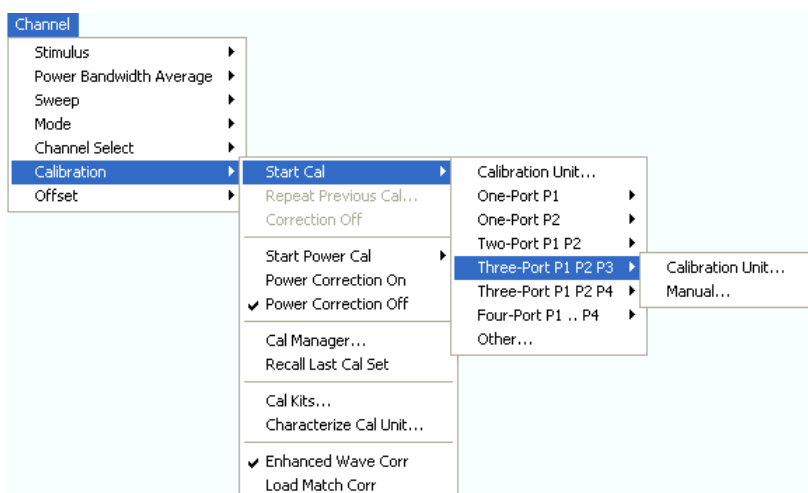 Channel
Stimulus
Power Bandwidth Average
Sweep
Mode
Channel Select
Calibration
Offset
Start Cal
Repeat Previous Cal...
Correction Off
Start Power Cal
Power Correction On
Power Correction Off
Cal Manager...
Recall Last Cal Set
Cal Kits...
Characterize Cal Unit...
Enhanced Wave Corr
Load Match Corr
Calibration Unit...
One-Port P1
One-Port P2
Two-Port P1 P2
Three-Port P1 P2 P3
Three-Port P1 P2 P4
Four-Port P1 .. P4
Other...
Calibration Unit...
Manual...